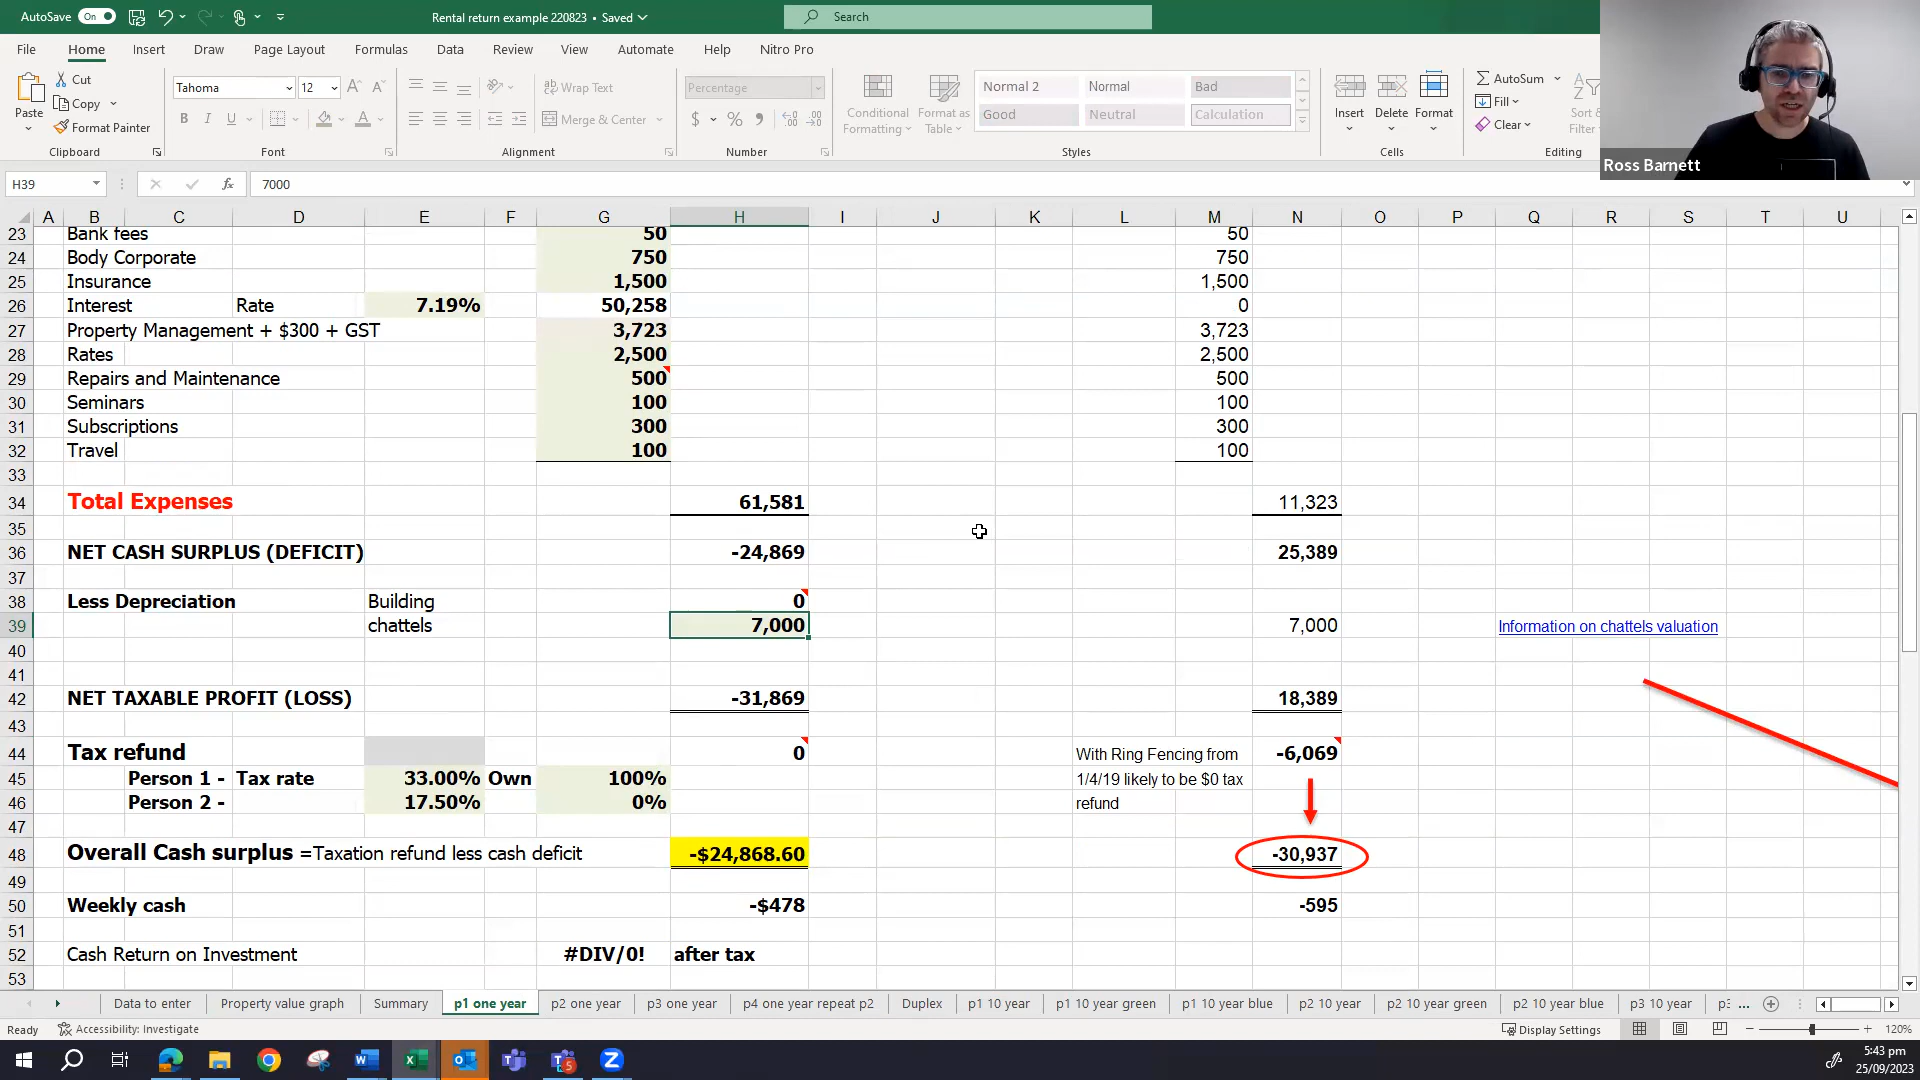 AutoSave On Rental return example 220823 • Saved Search
File Home Insert Draw Page Layout Formulas Data Review View Automate Help Nitro Pro
Paste Cut Copy Format Painter Clipboard
Tahoma 12 B I U A Font
Wrap Text Merge & Center Alignment
Percentage $ % Number
Conditional Formatting Format as Table
Normal 2 Normal Bad
Good Neutral Calculation
Styles
Insert Delete Format Cells
AutoSum Fill Clear Sort & Filter Editing
Ross Barnett
H39 fx 7000
A B C D E F G H I J K L M N O P Q R S T U
23 Bank fees 50 50
24 Body Corporate 750 750
25 Insurance 1,500 1,500
26 Interest Rate 7.19% 50,258 0
27 Property Management + $300 + GST 3,723 3,723
28 Rates 2,500 2,500
29 Repairs and Maintenance 500 500
30 Seminars 100 100
31 Subscriptions 300 300
32 Travel 100 100
33
34 Total Expenses 61,581 11,323
35
36 NET CASH SURPLUS (DEFICIT) -24,869 25,389
37
38 Less Depreciation Building 0
39 chattels 7,000 7,000 Information on chattels valuation
40
41
42 NET TAXABLE PROFIT (LOSS) -31,869 18,389
43
44 Tax refund 0 With Ring Fencing from -6,069
45 Person 1 - Tax rate 33.00% Own 100% 1/4/19 likely to be $0 tax
46 Person 2 - 17.50% 0% refund
47
48 Overall Cash surplus =Taxation refund less cash deficit -$24,868.60 -30,937
49
50 Weekly cash -$478 -595
51
52 Cash Return on Investment #DIV/0! after tax
53
Data to enter Property value graph Summary p1 one year p2 one year p3 one year p4 one year repeat p2 Duplex p1 10 year p1 10 year green p1 10 year blue p2 10 year p2 10 year green p2 10 year blue p3 10 year p3 ...
Ready Accessibility: Investigate Display Settings 120%
5:43 pm
25/09/2023